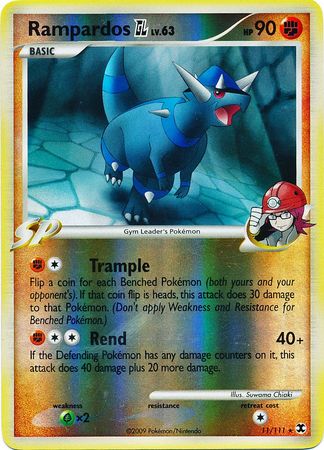 Rampardos GL LV.63 HP 90
BASIC
Gym Leader's Pokémon
SP
Trample
Flip a coin for each Benched Pokémon (both yours and your
opponent's). If that coin flip is heads, this attack does 30 damage
to that Pokémon. (Don't apply Weakness and Resistance for
Benched Pokémon.)
Rend 40+
If the Defending Pokémon has any damage counters on it, this
attack does 40 damage plus 20 more damage.
Illus. Suwama Chiaki
weakness resistance retreat cost
×2
©2009 Pokémon/Nintendo 11/111 ★